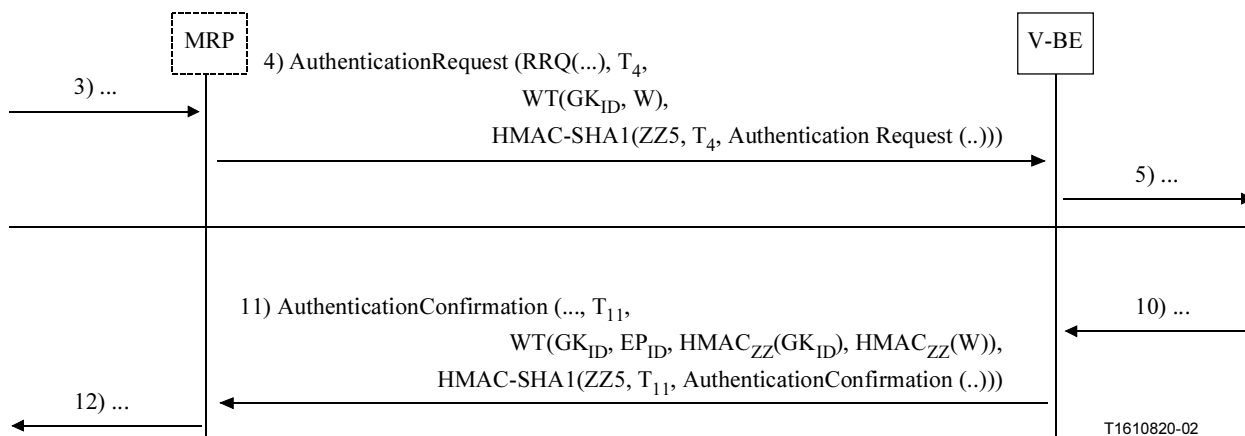 MRP
V-BE
4) AuthenticationRequest (RRQ(...), T4,
3) ...
WT(GKID, W),
HMAC-SHA1(ZZ5, T4, Authentication Request (..)))
5) ...
11) AuthenticationConfirmation (..., T11,
10) ...
WT(GKID, EPID, HMACZZ(GKID), HMACZZ(W)),
HMAC-SHA1(ZZ5, T11, AuthenticationConfirmation (..)))
12) ...
T1610820-02